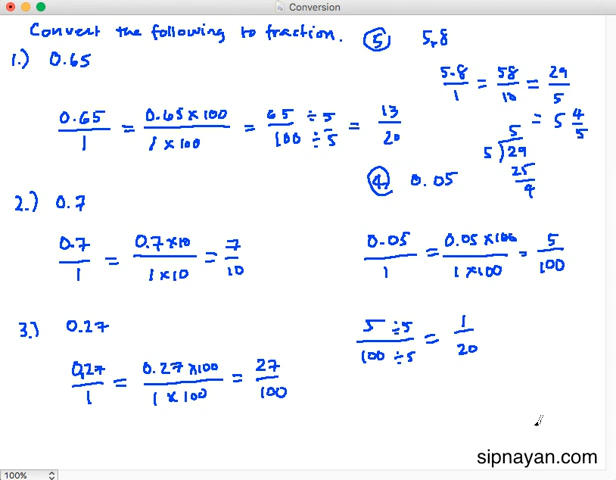 Conversion
Convert the following to fraction.
1.) 0.65
0.65/1 = 0.65 × 100/1 × 100 = 65 ÷ 5/100 ÷ 5 = 13/20
2.) 0.7
0.7/1 = 0.7 × 10/1 × 10 = 7/10
3.) 0.27
0.27/1 = 0.27 × 100/1 × 100 = 27/100
④ 0.05
0.05/1 = 0.05 × 100/1 × 100 = 5/100
5 ÷ 5/100 ÷ 5 = 1/20
⑤ 5.8
5.8/1 = 58/10 = 29/5
= 5 4/5
5
5)29
25
4
sipnayan.com
100%